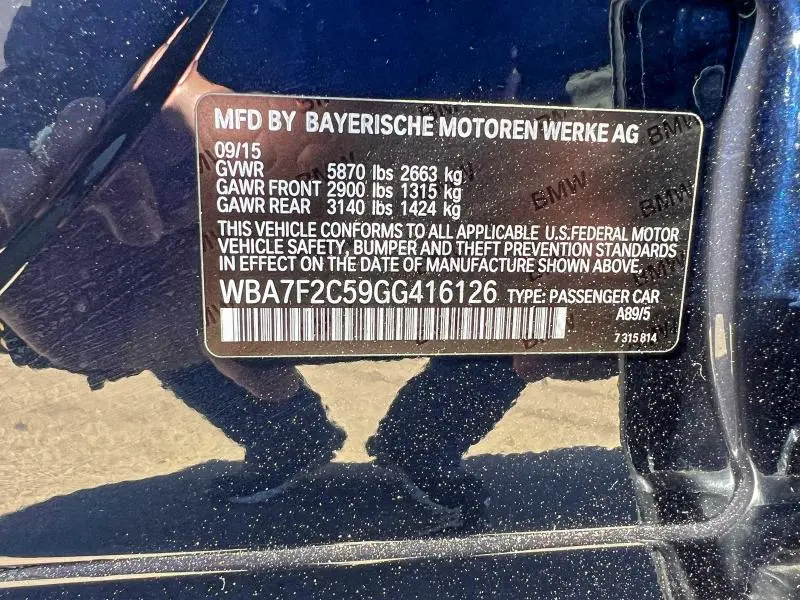 MFD BY BAYERISCHE MOTOREN WERKE AG
09/15
GVWR 5870 lbs 2663 kg
GAWR FRONT 2900 lbs 1315 kg
GAWR REAR 3140 lbs 1424 kg
THIS VEHICLE CONFORMS TO ALL APPLICABLE U.S.FEDERAL MOTOR
VEHICLE SAFETY, BUMPER AND THEFT PREVENTION STANDARDS
IN EFFECT ON THE DATE OF MANUFACTURE SHOWN ABOVE,
WBA7F2C59GG416126 TYPE: PASSENGER CAR
A89/5
7 315 814
BMW
BMW
BMW